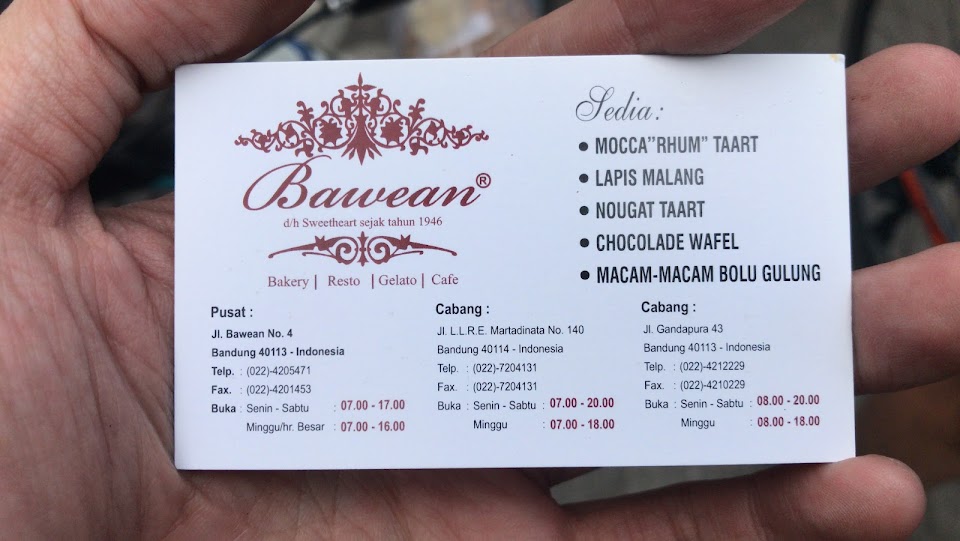 Bawean®
d/h Sweetheart sejak tahun 1946
Bakery | Resto | Gelato | Cafe
Sedia:
• MOCCA"RHUM" TAART
• LAPIS MALANG
• NOUGAT TAART
• CHOCOLADE WAFEL
• MACAM-MACAM BOLU GULUNG
Pusat :
Jl. Bawean No. 4
Bandung 40113 - Indonesia
Telp. : (022)-4205471
Fax. : (022)-4201453
Buka : Senin - Sabtu : 07.00 - 17.00
Minggu/hr. Besar : 07.00 - 16.00
Cabang :
Jl. L.L.R.E. Martadinata No. 140
Bandung 40114 - Indonesia
Telp. : (022)-7204131
Fax. : (022)-7204131
Buka : Senin - Sabtu : 07.00 - 20.00
Minggu : 07.00 - 18.00
Cabang :
Jl. Gandapura 43
Bandung 40113 - Indonesia
Telp. : (022)-4212229
Fax. : (022)-4210229
Buka : Senin - Sabtu : 08.00 - 20.00
Minggu : 08.00 - 18.00